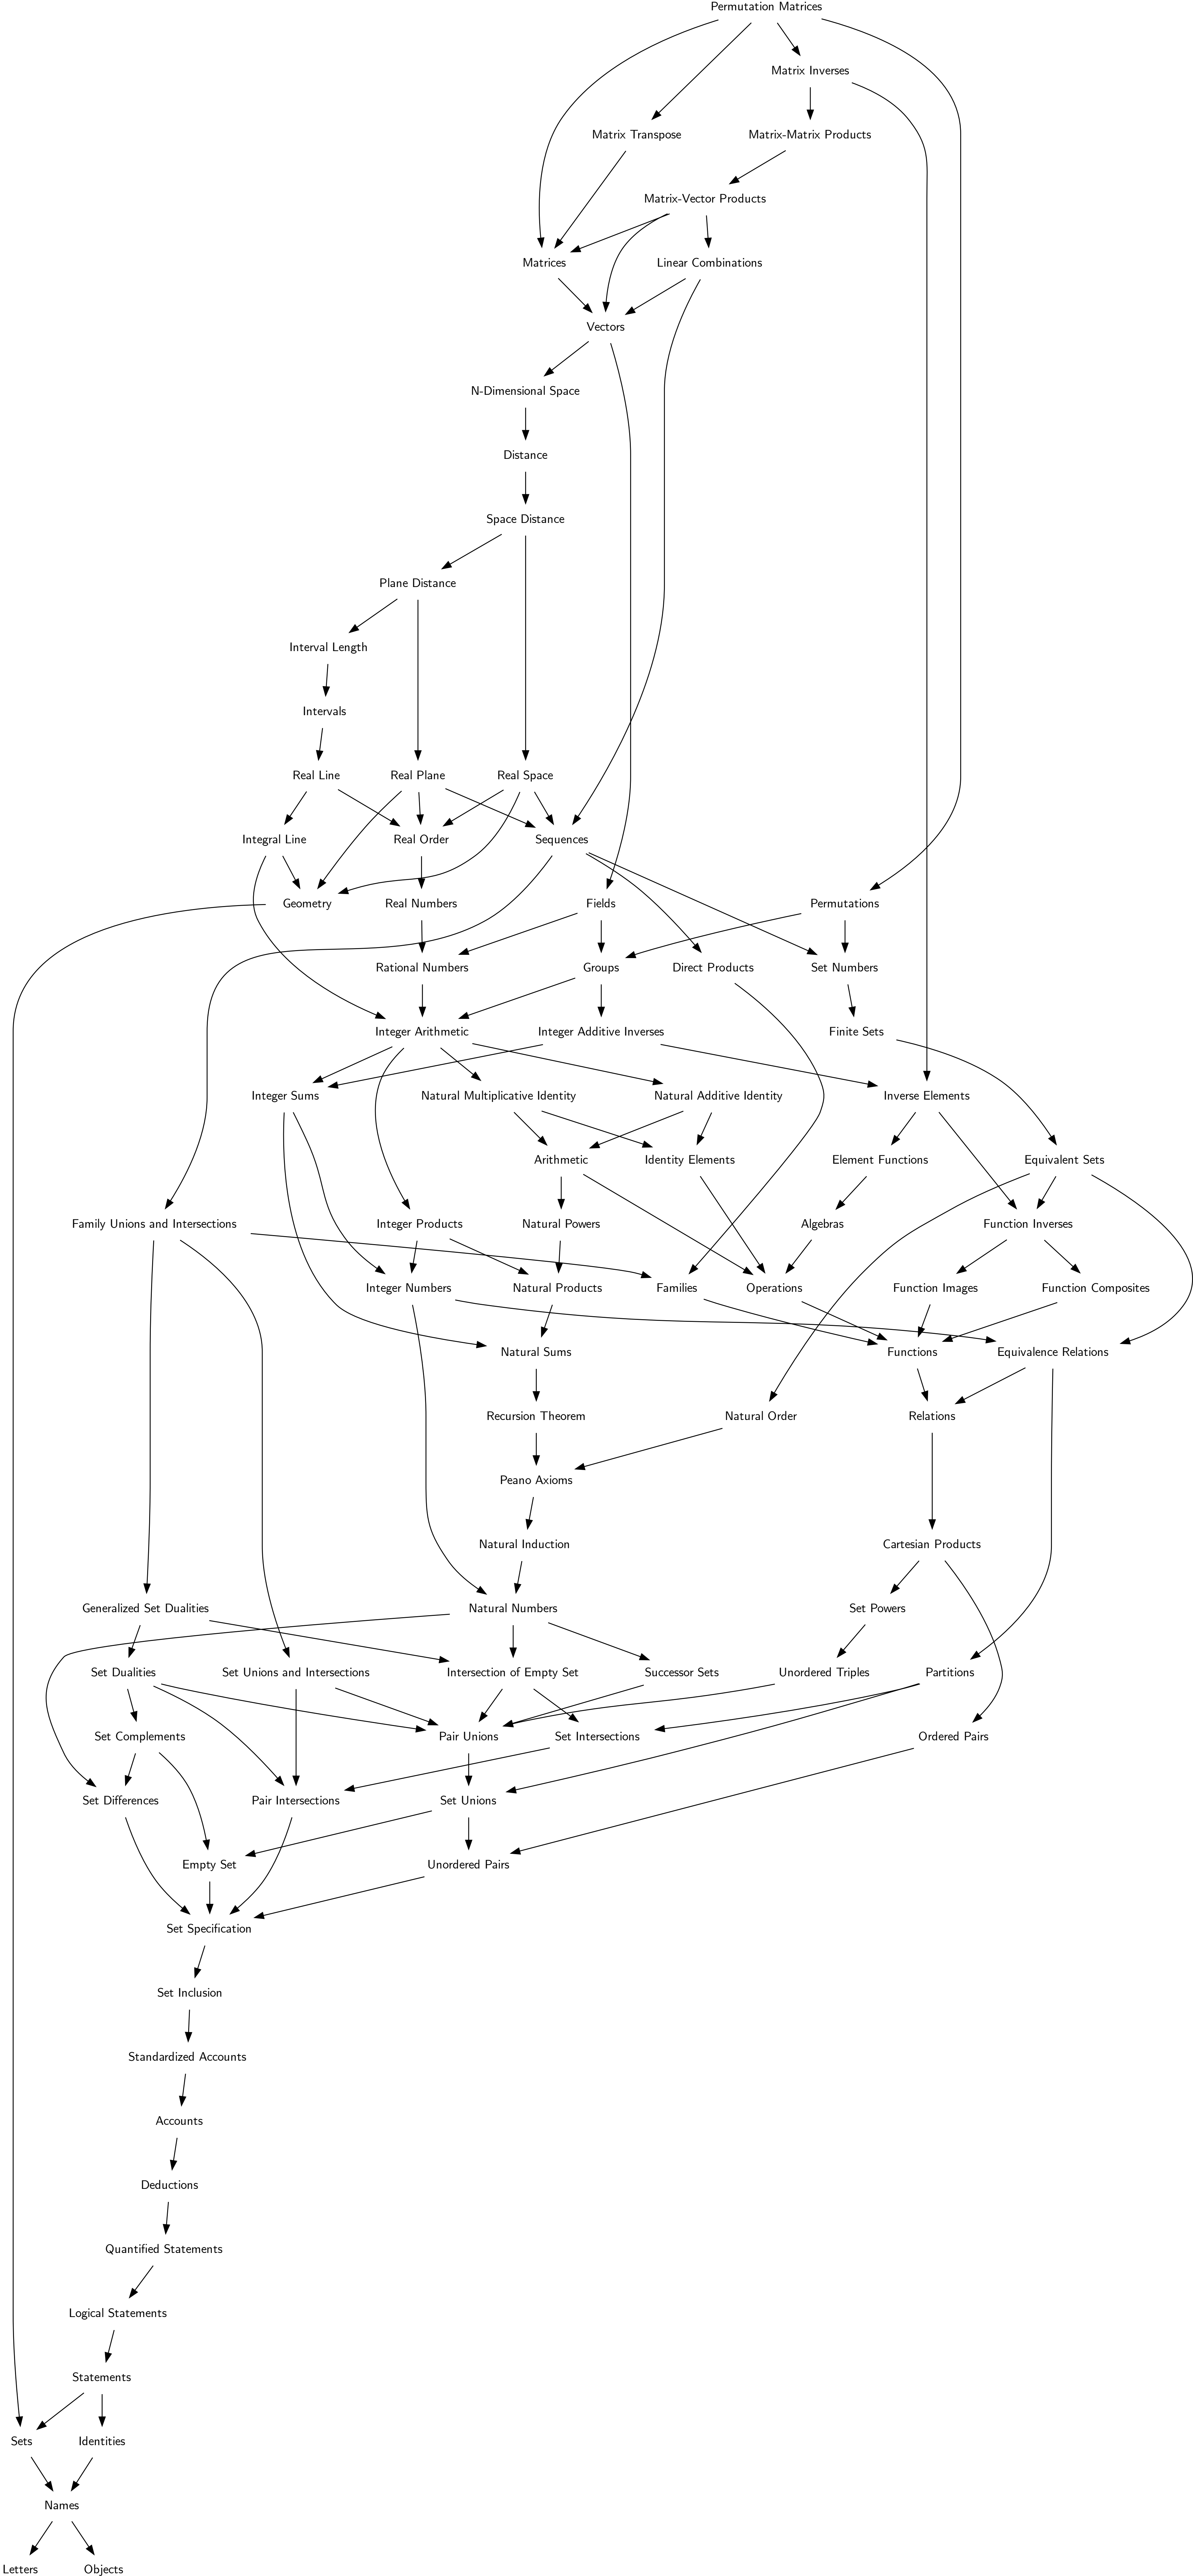 Permutation Matrices
Matrix Inverses
Matrix Transpose
Matrix-Matrix Products
Matrix-Vector Products
Matrices
Linear Combinations
Vectors
N-Dimensional Space
Distance
Space Distance
Plane Distance
Interval Length
Intervals
Real Line
Real Plane
Real Space
Integral Line
Real Order
Sequences
Geometry
Real Numbers
Fields
Permutations
Rational Numbers
Groups
Direct Products
Set Numbers
Integer Arithmetic
Integer Additive Inverses
Finite Sets
Integer Sums
Natural Multiplicative Identity
Natural Additive Identity
Inverse Elements
Arithmetic
Identity Elements
Element Functions
Equivalent Sets
Family Unions and Intersections
Integer Products
Natural Powers
Algebras
Function Inverses
Integer Numbers
Natural Products
Families
Operations
Function Images
Function Composites
Natural Sums
Functions
Equivalence Relations
Recursion Theorem
Natural Order
Relations
Peano Axioms
Natural Induction
Cartesian Products
Generalized Set Dualities
Natural Numbers
Set Powers
Set Dualities
Set Unions and Intersections
Intersection of Empty Set
Successor Sets
Unordered Triples
Partitions
Set Complements
Pair Unions
Set Intersections
Ordered Pairs
Set Differences
Pair Intersections
Set Unions
Empty Set
Unordered Pairs
Set Specification
Set Inclusion
Standardized Accounts
Accounts
Deductions
Quantified Statements
Logical Statements
Statements
Sets
Identities
Names
Letters
Objects